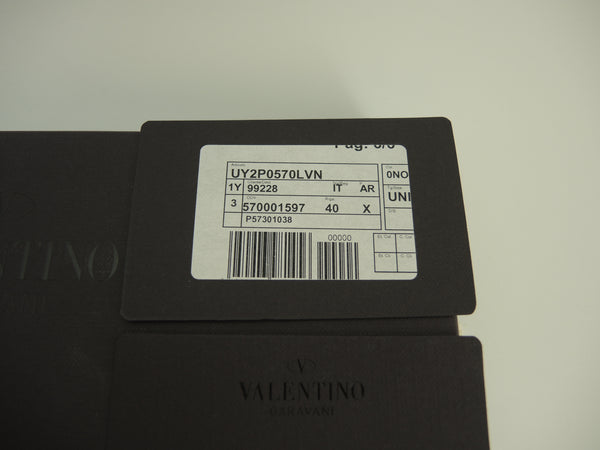 UY2P0570LVN
1Y 99228 IT AR
3 570001597 40 X
P57301038
00000
0NO
UNI
VALENTINO
GARAVANI